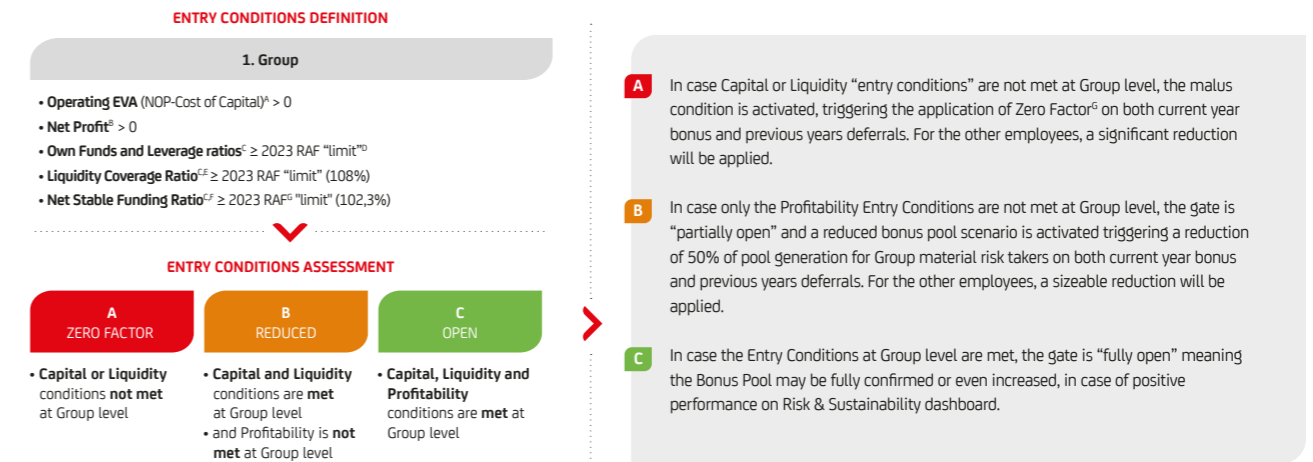 ENTRY CONDITIONS DEFINITION
1. Group
• Operating EVA (NOP-Cost of Capital)ᴬ > 0
• Net Profitᴮ > 0
• Own Funds and Leverage ratiosᶜ ≥ 2023 RAF “limit”ᴰ
• Liquidity Coverage Ratioᶜ,ᴱ ≥ 2023 RAF “limit” (108%)
• Net Stable Funding Ratioᶜ,ꟳ ≥ 2023 RAFᴳ "limit" (102,3%)
ENTRY CONDITIONS ASSESSMENT
A
ZERO FACTOR
• Capital or Liquidity
conditions not met
at Group level
B
REDUCED
• Capital and Liquidity
conditions are met
at Group level
• and Profitability is not
met at Group level
C
OPEN
• Capital, Liquidity and
Profitability
conditions are met at
Group level
A
In case Capital or Liquidity “entry conditions” are not met at Group level, the malus
condition is activated, triggering the application of Zero Factorᴳ on both current year
bonus and previous years deferrals. For the other employees, a significant reduction
will be applied.
B
In case only the Profitability Entry Conditions are not met at Group level, the gate is
“partially open” and a reduced bonus pool scenario is activated triggering a reduction
of 50% of pool generation for Group material risk takers on both current year bonus
and previous years deferrals. For the other employees, a sizeable reduction will be
applied.
C
In case the Entry Conditions at Group level are met, the gate is “fully open” meaning
the Bonus Pool may be fully confirmed or even increased, in case of positive
performance on Risk & Sustainability dashboard.